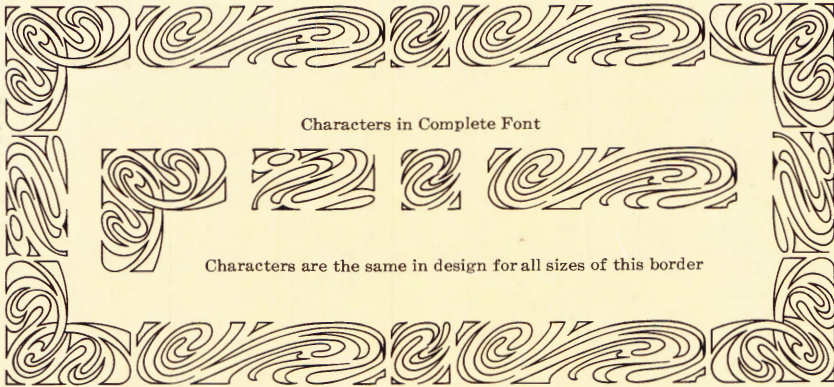 Characters in Complete Font
Characters are the same in design for all sizes of this border